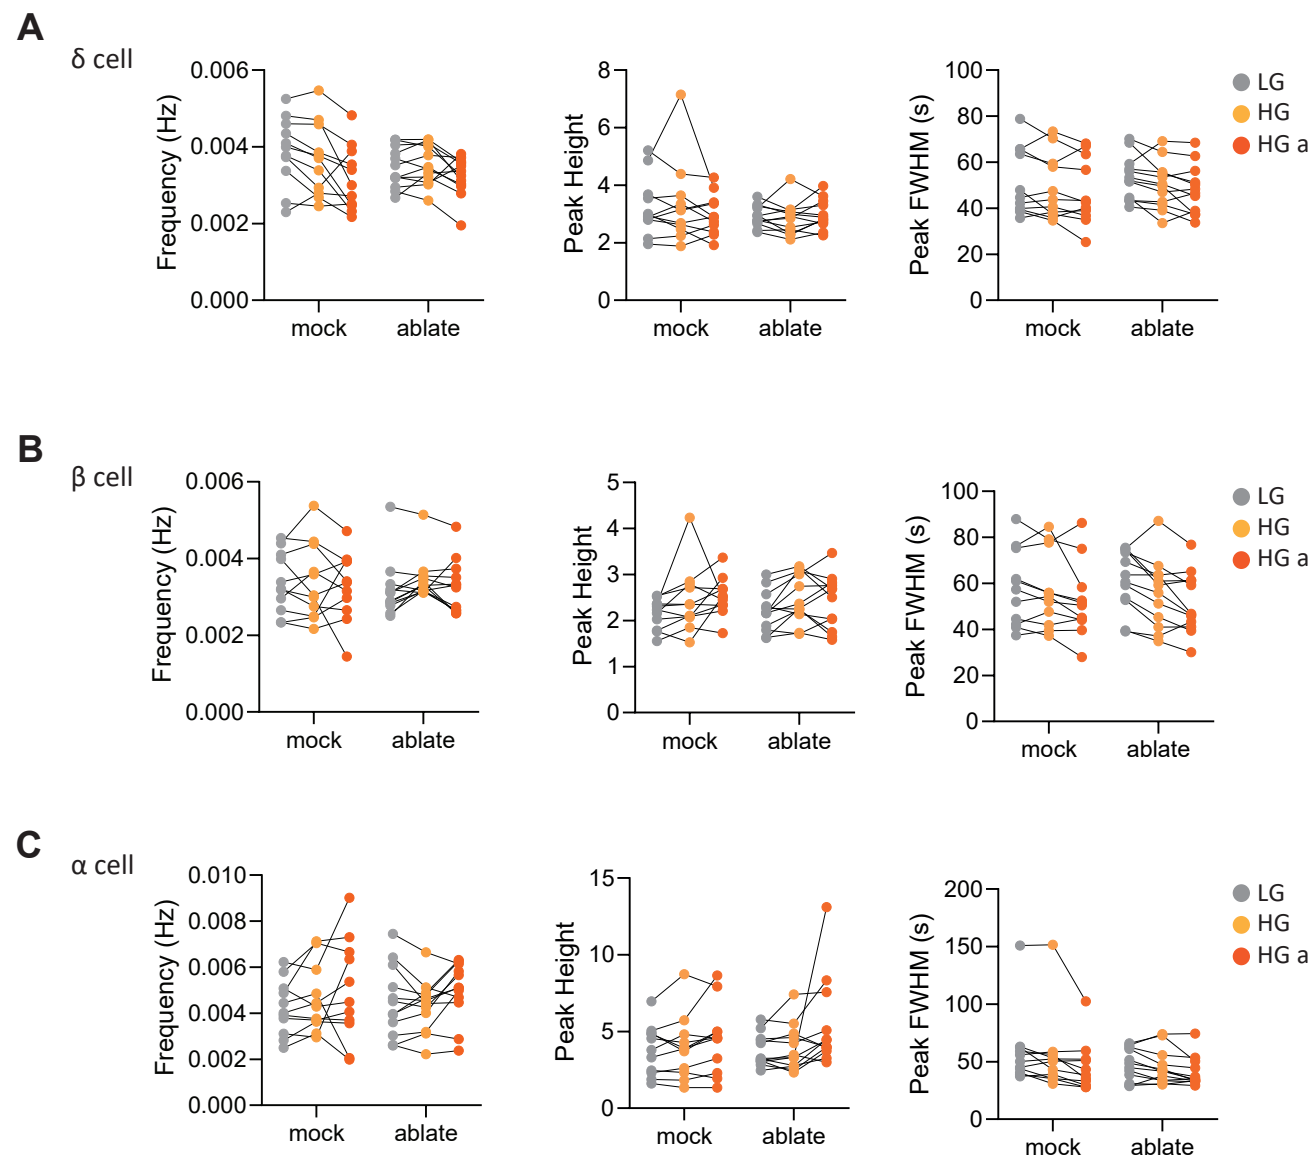 A
δ cell
Frequency (Hz)
0.006
0.004
0.002
0.000
mock
ablate
Peak Height
8
6
4
2
0
mock
ablate
Peak FWHM (s)
100
80
60
40
20
0
mock
ablate
LG
HG
HG a
B
β cell
Frequency (Hz)
0.006
0.004
0.002
0.000
mock
ablate
Peak Height
5
4
3
2
1
0
mock
ablate
Peak FWHM (s)
100
80
60
40
20
0
mock
ablate
LG
HG
HG a
C
α cell
Frequency (Hz)
0.010
0.008
0.006
0.004
0.002
0.000
mock
ablate
Peak Height
15
10
5
0
mock
ablate
Peak FWHM (s)
200
150
100
50
0
mock
ablate
LG
HG
HG a